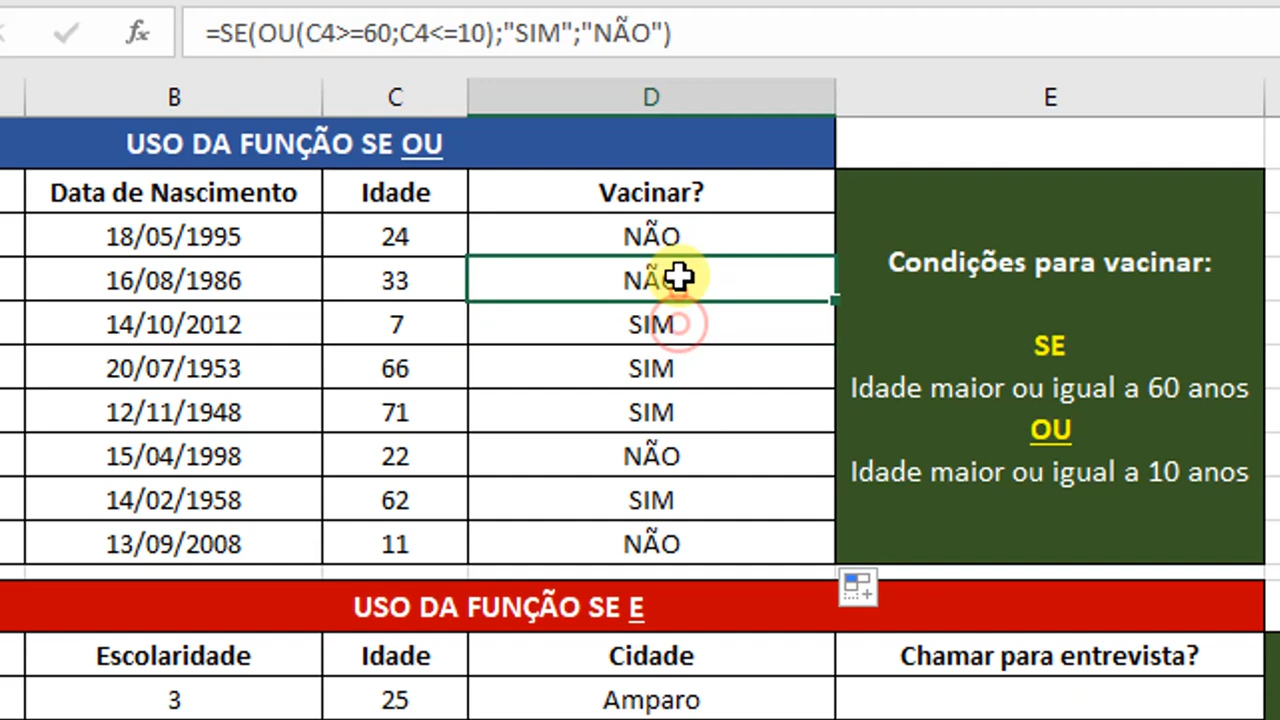 fx =SE(OU(C4>=60;C4<=10);"SIM";"NÃO")
B C D E
USO DA FUNÇÃO SE OU
Data de Nascimento Idade Vacinar?
18/05/1995 24 NÃO
16/08/1986 33 NÃO
14/10/2012 7 SIM
20/07/1953 66 SIM
12/11/1948 71 SIM
15/04/1998 22 NÃO
14/02/1958 62 SIM
13/09/2008 11 NÃO
Condições para vacinar:
SE
Idade maior ou igual a 60 anos
OU
Idade maior ou igual a 10 anos
USO DA FUNÇÃO SE E
Escolaridade Idade Cidade Chamar para entrevista?
3 25 Amparo